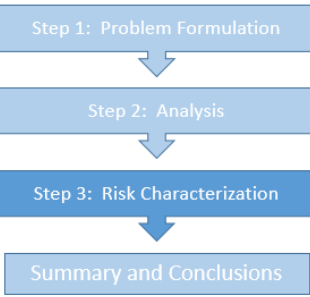 Step 1: Problem Formulation
Step 2: Analysis
Step 3: Risk Characterization
Summary and Conclusions